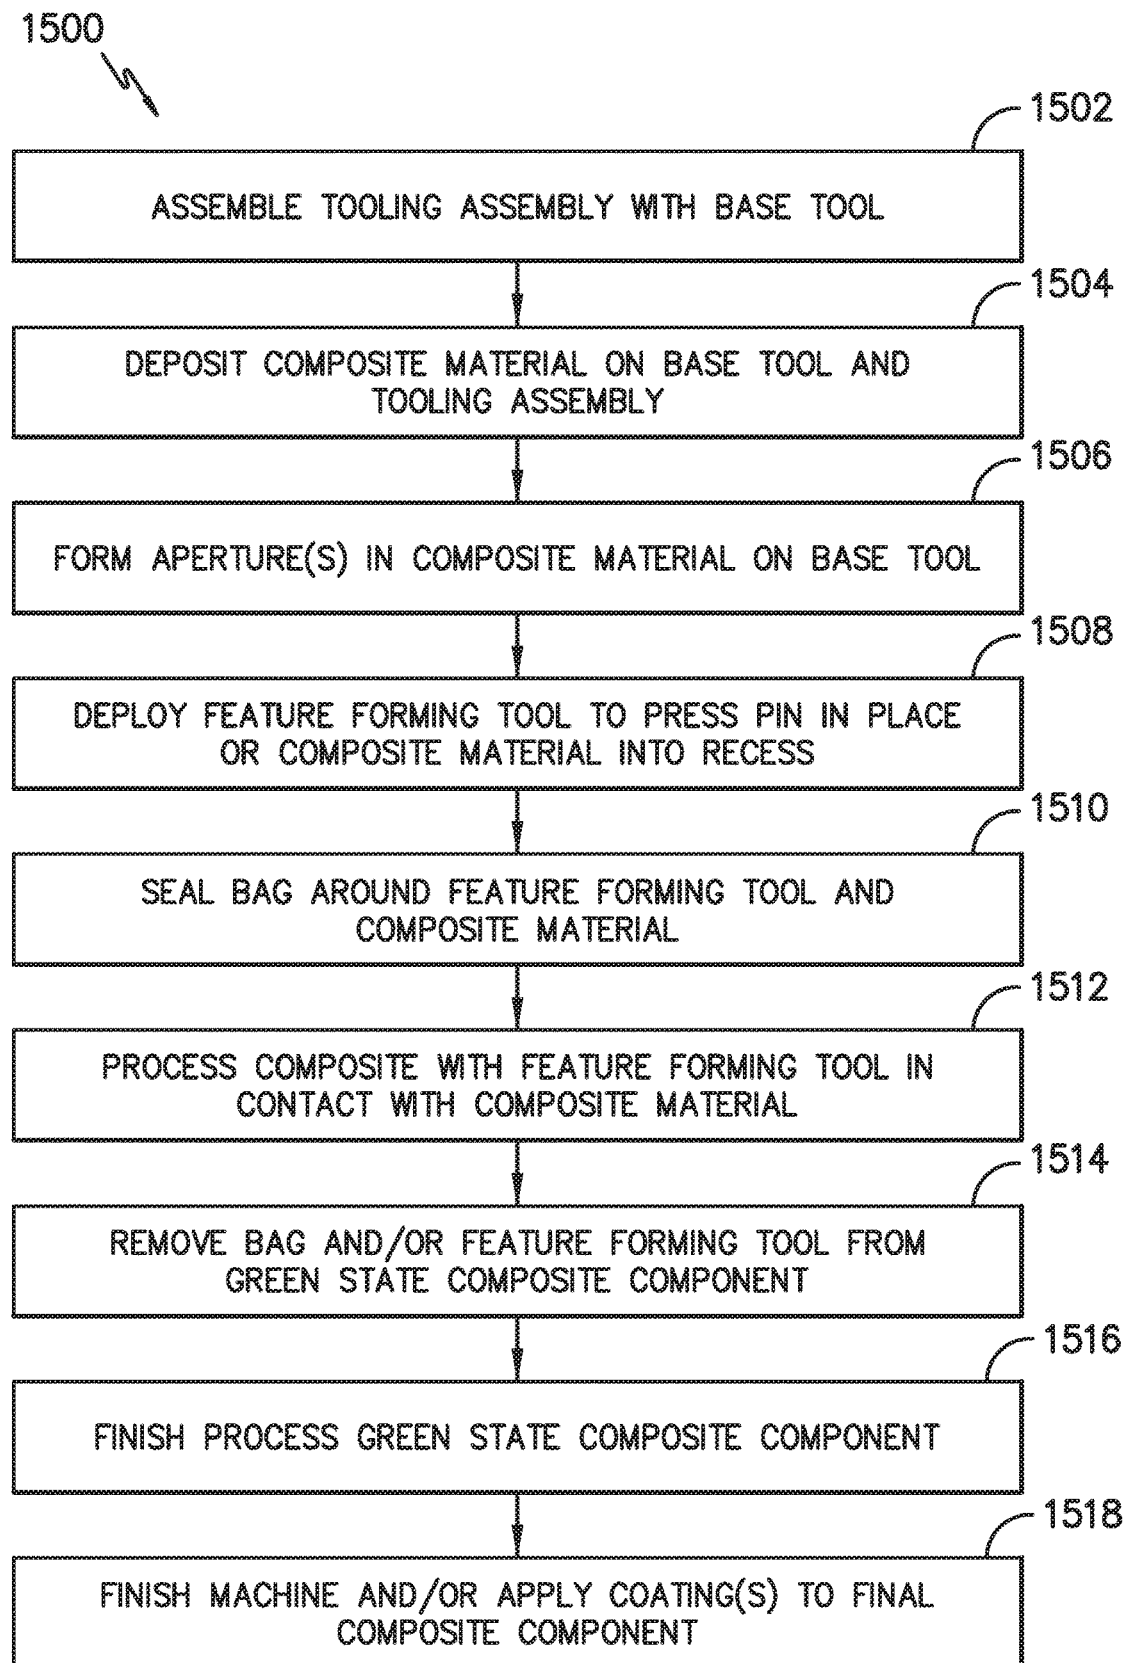 1500
1502
ASSEMBLE TOOLING ASSEMBLY WITH BASE TOOL
1504
DEPOSIT COMPOSITE MATERIAL ON BASE TOOL AND
TOOLING ASSEMBLY
1506
FORM APERTURE(S) IN COMPOSITE MATERIAL ON BASE TOOL
1508
DEPLOY FEATURE FORMING TOOL TO PRESS PIN IN PLACE
OR COMPOSITE MATERIAL INTO RECESS
1510
SEAL BAG AROUND FEATURE FORMING TOOL AND
COMPOSITE MATERIAL
1512
PROCESS COMPOSITE WITH FEATURE FORMING TOOL IN
CONTACT WITH COMPOSITE MATERIAL
1514
REMOVE BAG AND/OR FEATURE FORMING TOOL FROM
GREEN STATE COMPOSITE COMPONENT
1516
FINISH PROCESS GREEN STATE COMPOSITE COMPONENT
1518
FINISH MACHINE AND/OR APPLY COATING(S) TO FINAL
COMPOSITE COMPONENT